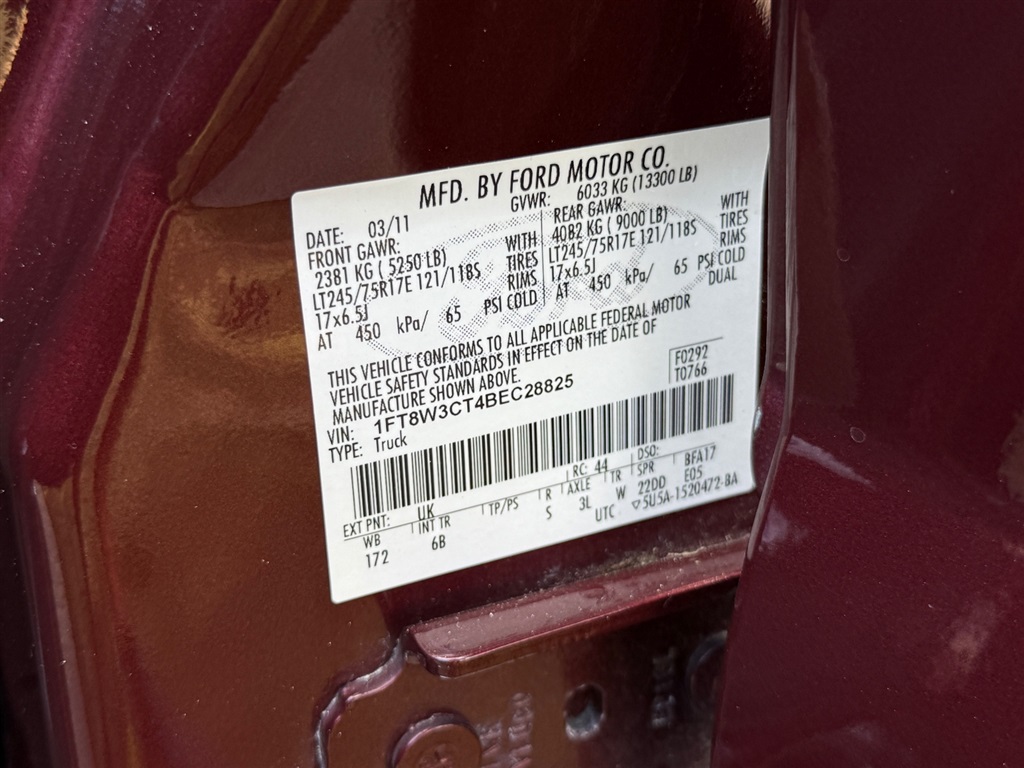 MFD. BY FORD MOTOR CO.
DATE: 03/11 GVWR: 6033 KG (13300 LB)
FRONT GAWR: REAR GAWR:
2381 KG ( 5250 LB) WITH 4082 KG ( 9000 LB) WITH
LT245/75R17E 121/118S TIRES LT245/75R17E 121/118S TIRES
17x6.5J RIMS 17x6.5J RIMS
AT 450 kPa/ 65 PSI COLD AT 450 kPa/ 65 PSI COLD
DUAL
THIS VEHICLE CONFORMS TO ALL APPLICABLE FEDERAL MOTOR
VEHICLE SAFETY STANDARDS IN EFFECT ON THE DATE OF
MANUFACTURE SHOWN ABOVE.
VIN: 1FT8W3CT4BEC28825 F0292
TYPE: Truck T0766
EXT PNT: UK RC: 44 DSO:
WB INT TR TP/PS R AXLE TR SPR BFA17
172 6B S 3L W 22DD E05
UTC ▽5U5A-1520472-BA